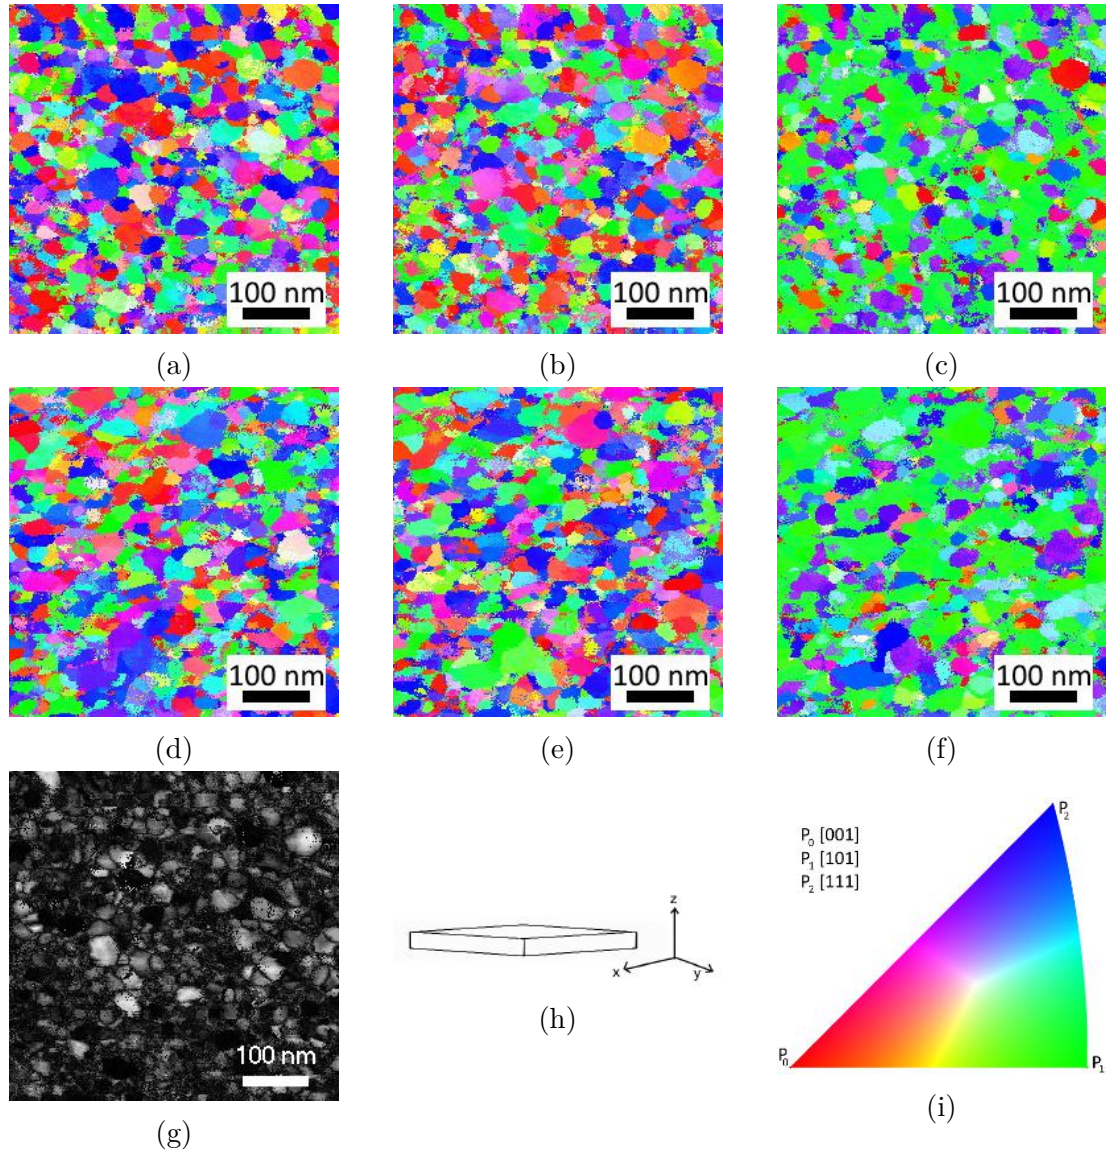 100 nm
100 nm
100 nm
(a)
(b)
(c)
100 nm
100 nm
100 nm
(d)
(e)
(f)
100 nm
(g)
z
x
y
(h)
P₂
P₀ [001]
P₁ [101]
P₂ [111]
P₀
P₁
(i)